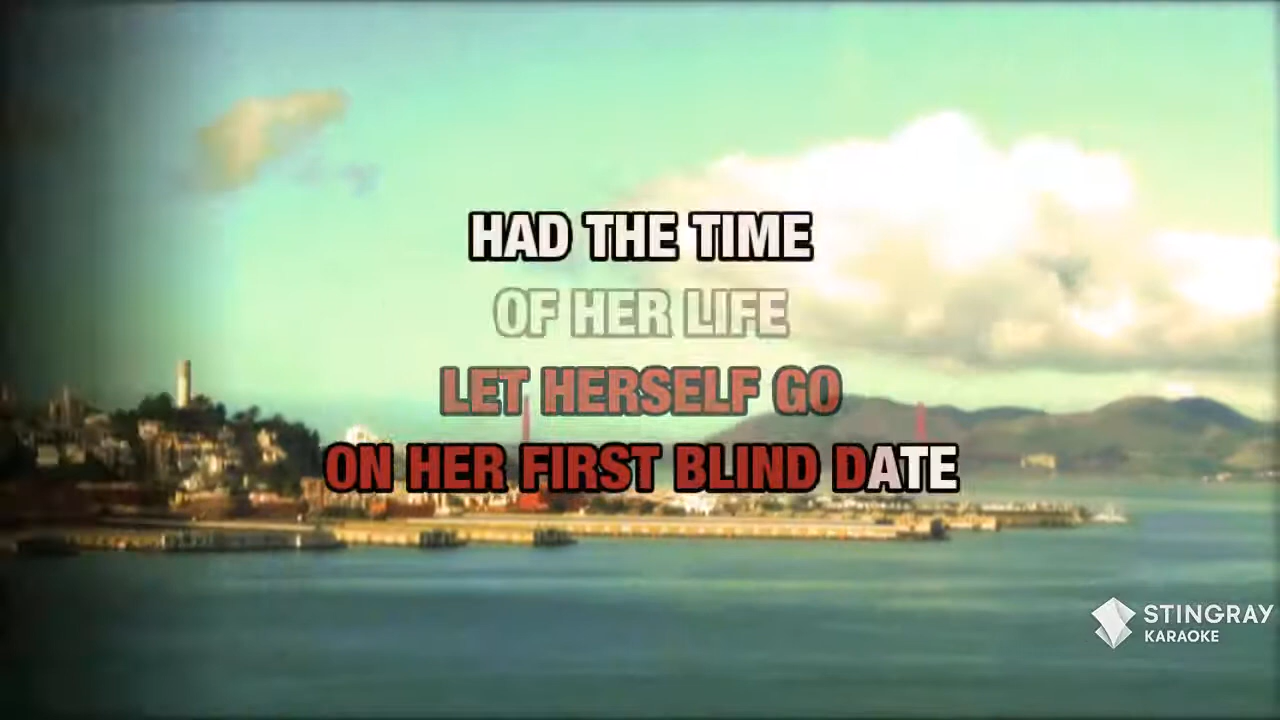 HAD THE TIME
OF HER LIFE
LET HERSELF GO
ON HER FIRST BLIND DATE
STINGRAY
KARAOKE